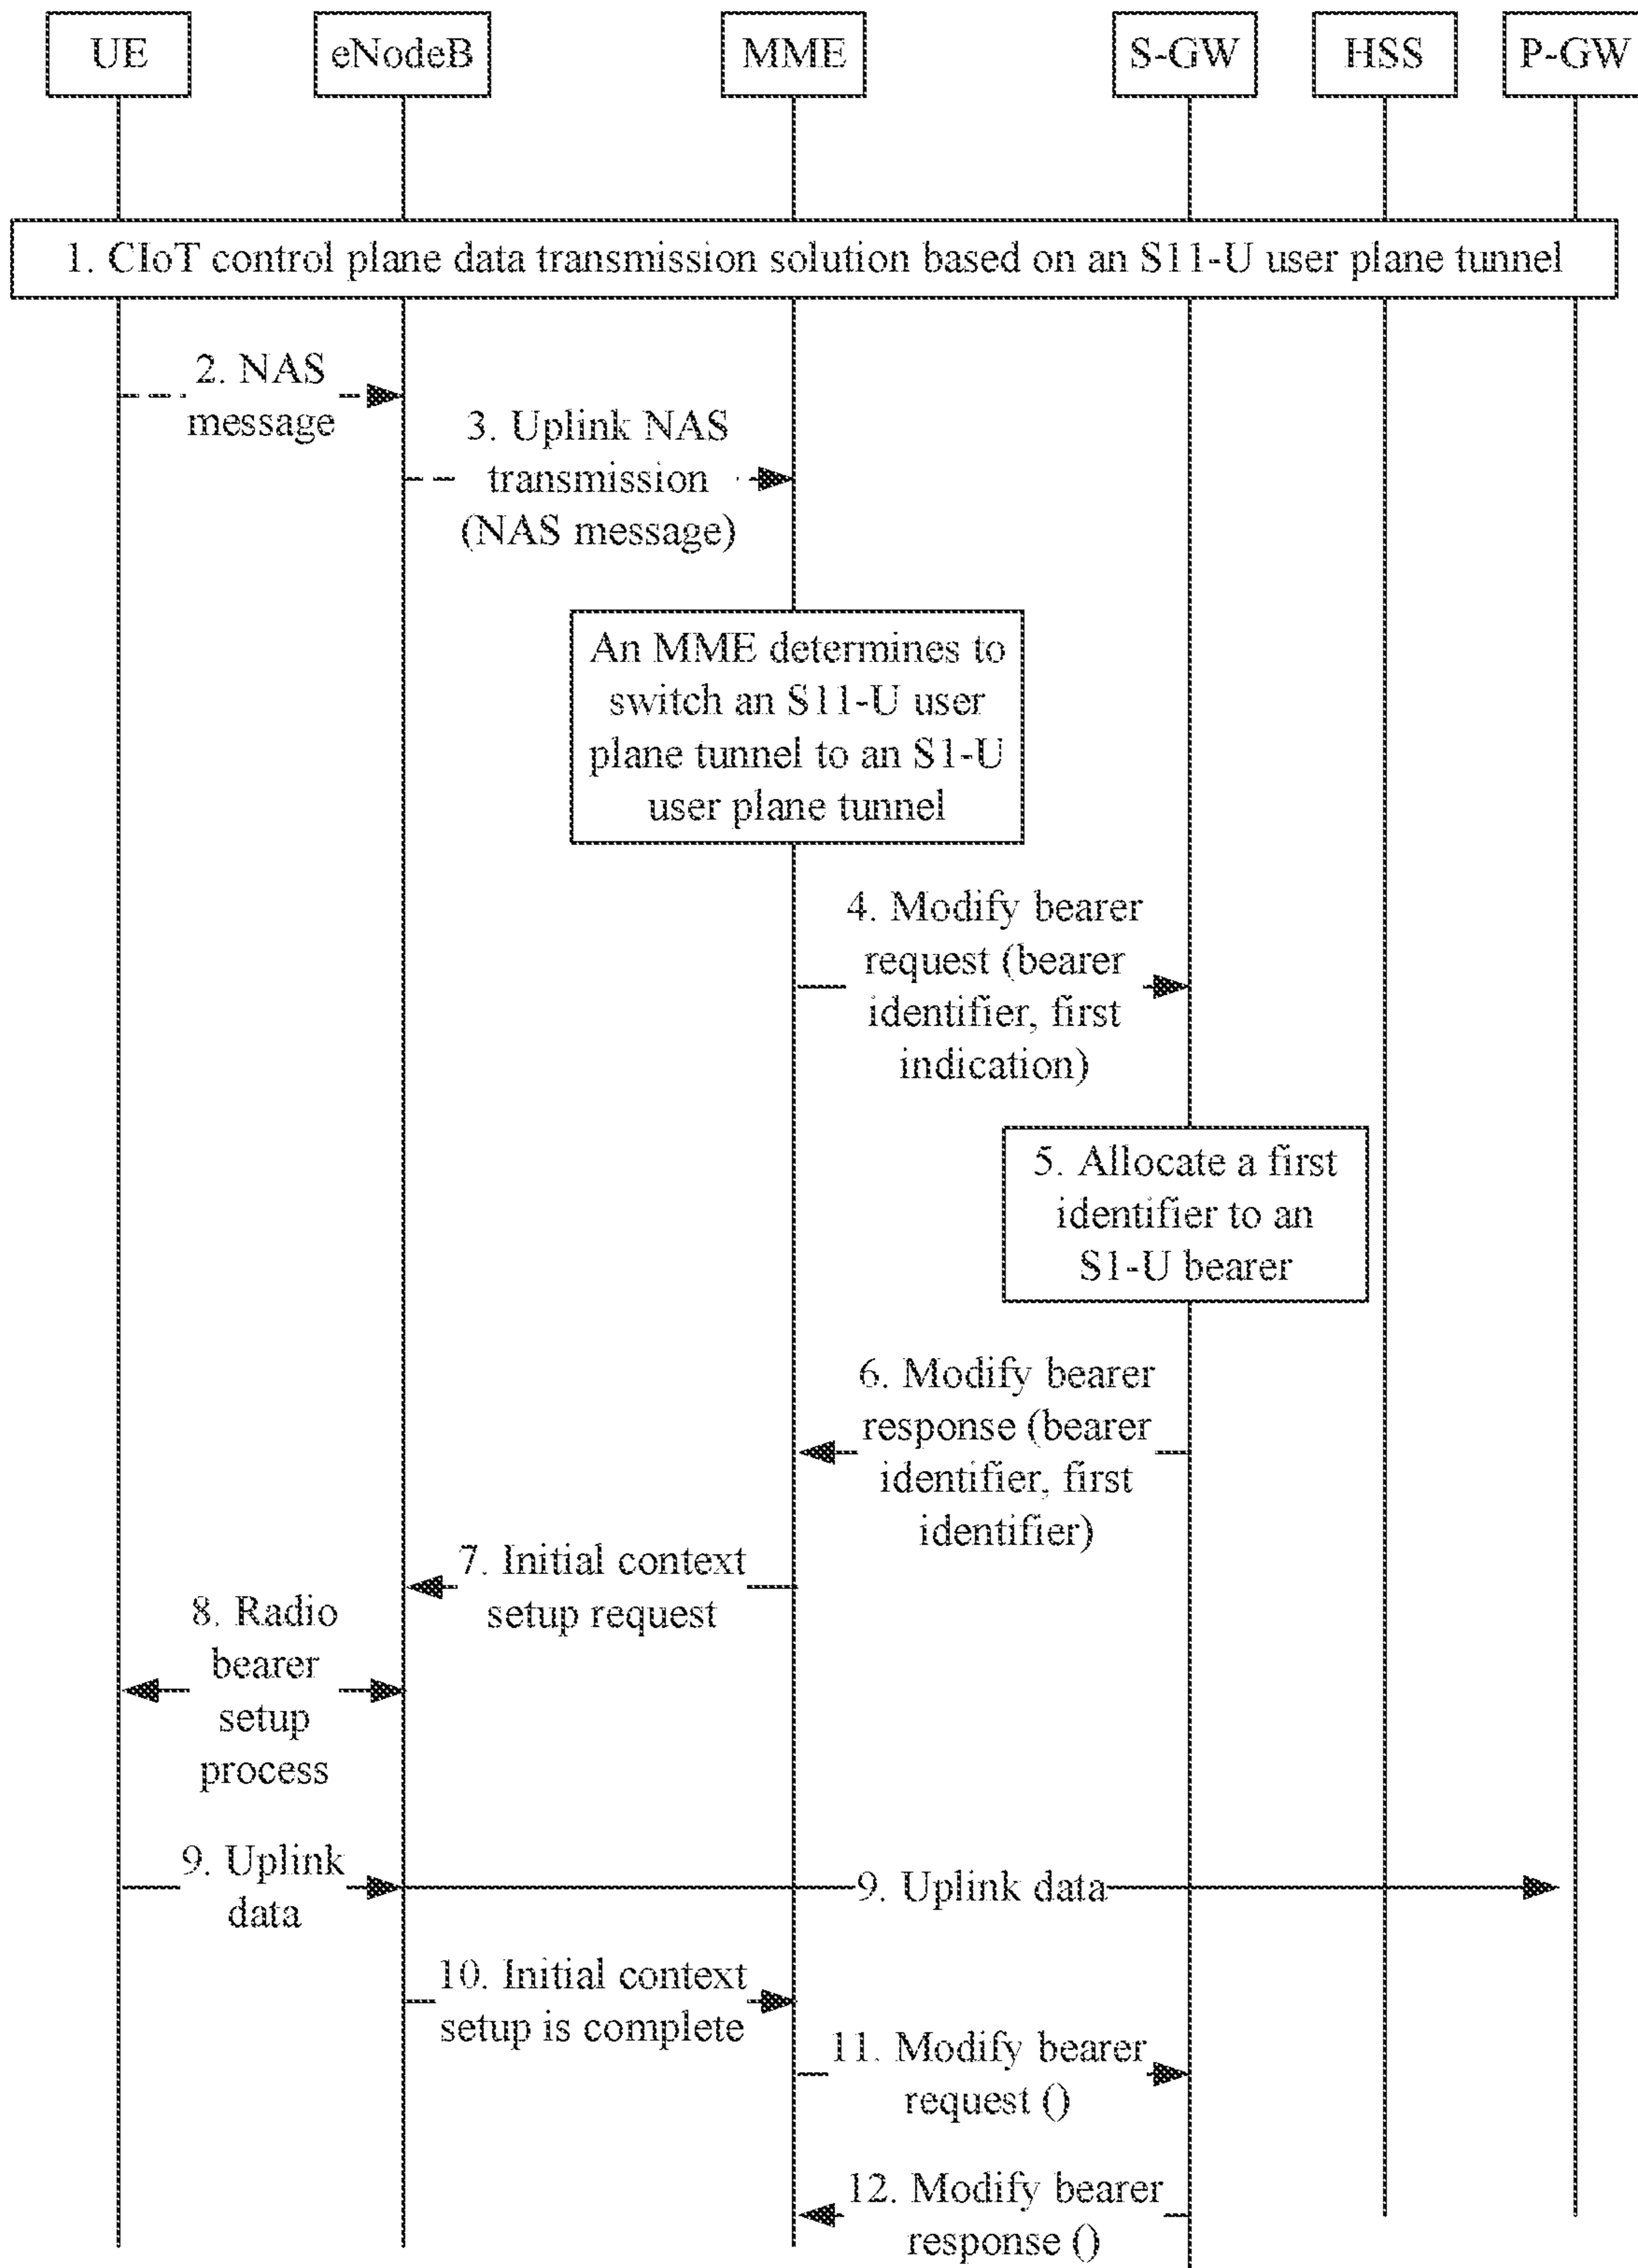 UE
eNodeB
MME
S-GW
HSS
P-GW
1. CIoT control plane data transmission solution based on an S11-U user plane tunnel
2. NAS
message
3. Uplink NAS
transmission
(NAS message)
An MME determines to
switch an S11-U user
plane tunnel to an S1-U
user plane tunnel
4. Modify bearer
request (bearer
identifier, first
indication)
5. Allocate a first
identifier to an
S1-U bearer
6. Modify bearer
response (bearer
identifier, first
identifier)
7. Initial context
setup request
8. Radio
bearer
setup
process
9. Uplink
data
9. Uplink data
10. Initial context
setup is complete
11. Modify bearer
request ()
12. Modify bearer
response ()